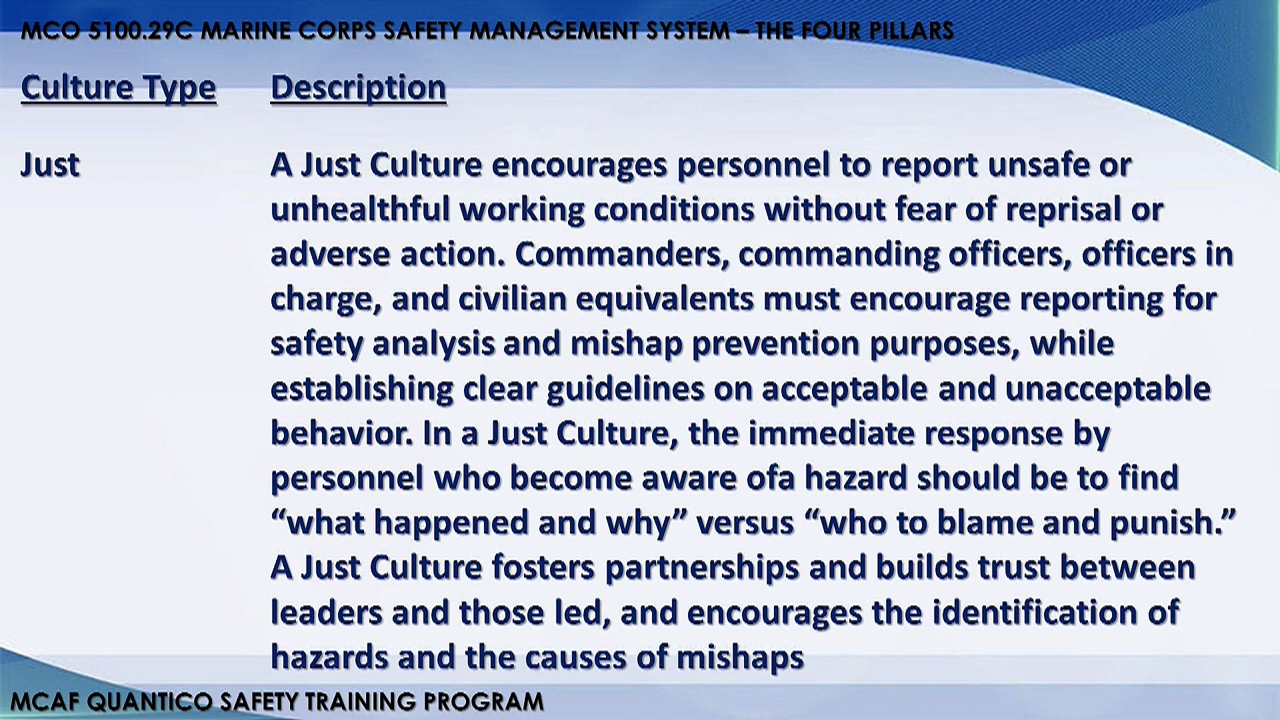 MCO 5100.29C MARINE CORPS SAFETY MANAGEMENT SYSTEM – THE FOUR PILLARS
Culture Type Description
Just A Just Culture encourages personnel to report unsafe or
unhealthful working conditions without fear of reprisal or
adverse action. Commanders, commanding officers, officers in
charge, and civilian equivalents must encourage reporting for
safety analysis and mishap prevention purposes, while
establishing clear guidelines on acceptable and unacceptable
behavior. In a Just Culture, the immediate response by
personnel who become aware ofa hazard should be to find
“what happened and why” versus “who to blame and punish.”
A Just Culture fosters partnerships and builds trust between
leaders and those led, and encourages the identification of
hazards and the causes of mishaps
MCAF QUANTICO SAFETY TRAINING PROGRAM